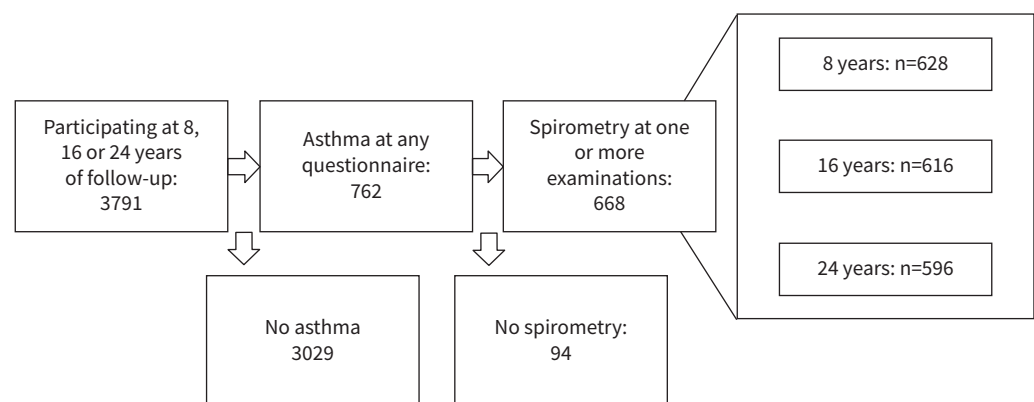 Participating at 8,
16 or 24 years
of follow-up:
3791
Asthma at any
questionnaire:
762
Spirometry at one
or more
examinations:
668
8 years: n=628
16 years: n=616
24 years: n=596
No asthma
3029
No spirometry:
94